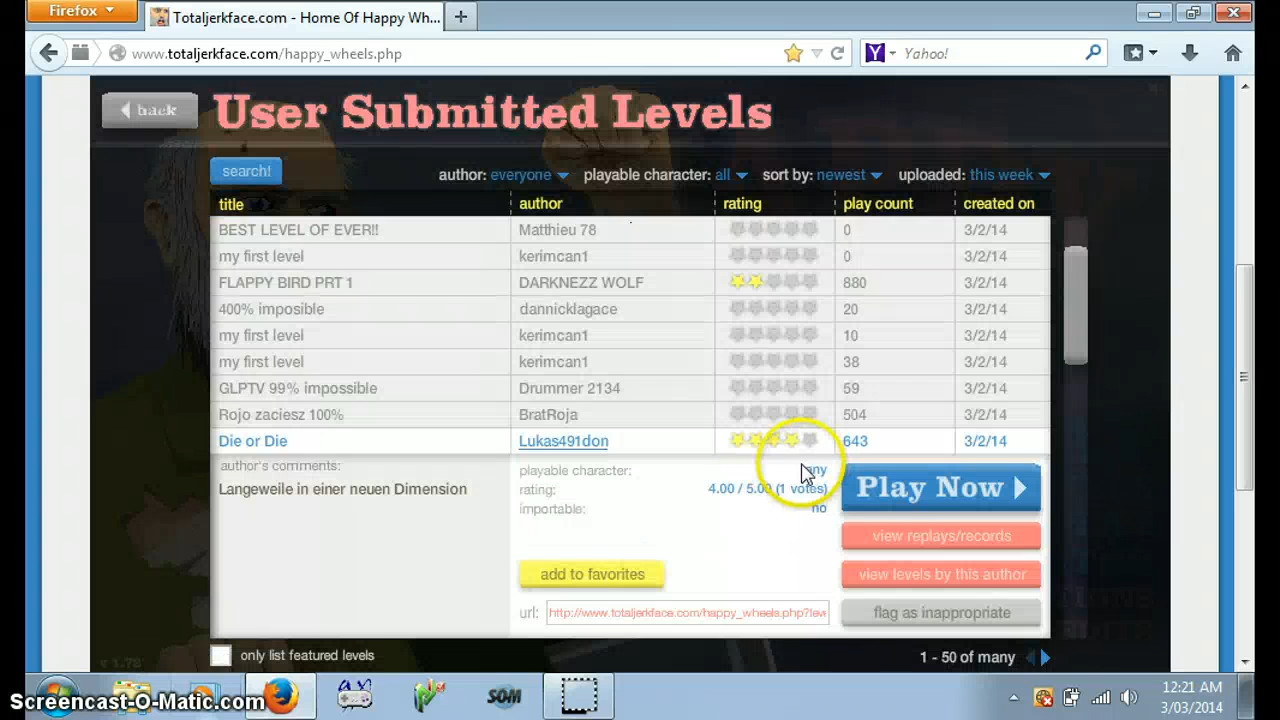 Firefox
Totaljerkface.com - Home Of Happy Wh...
www.totaljerkface.com/happy_wheels.php
Yahoo!
back
User Submitted Levels
search!
author: everyone playable character: all sort by: newest uploaded: this week
title author rating play count created on
BEST LEVEL OF EVER!! Matthieu 78 0 3/2/14
my first level kerimcan1 0 3/2/14
FLAPPY BIRD PRT 1 DARKNEZZ WOLF 880 3/2/14
400% imposible dannicklagace 20 3/2/14
my first level kerimcan1 10 3/2/14
my first level kerimcan1 38 3/2/14
GLPTV 99% impossible Drummer 2134 59 3/2/14
Rojo zaciesz 100% BratRoja 504 3/2/14
Die or Die Lukas491don 643 3/2/14
author's comments:
Langeweile in einer neuen Dimension
playable character: any
rating: 4.00 / 5.00 (1 votes)
importable: no
add to favorites
url: http://www.totaljerkface.com/happy_wheels.php?lev
Play Now
view replays/records
view levels by this author
flag as inappropriate
only list featured levels
1 - 50 of many
v 1.78
SOM
Screencast-O-Matic.com
12:21 AM
3/03/2014